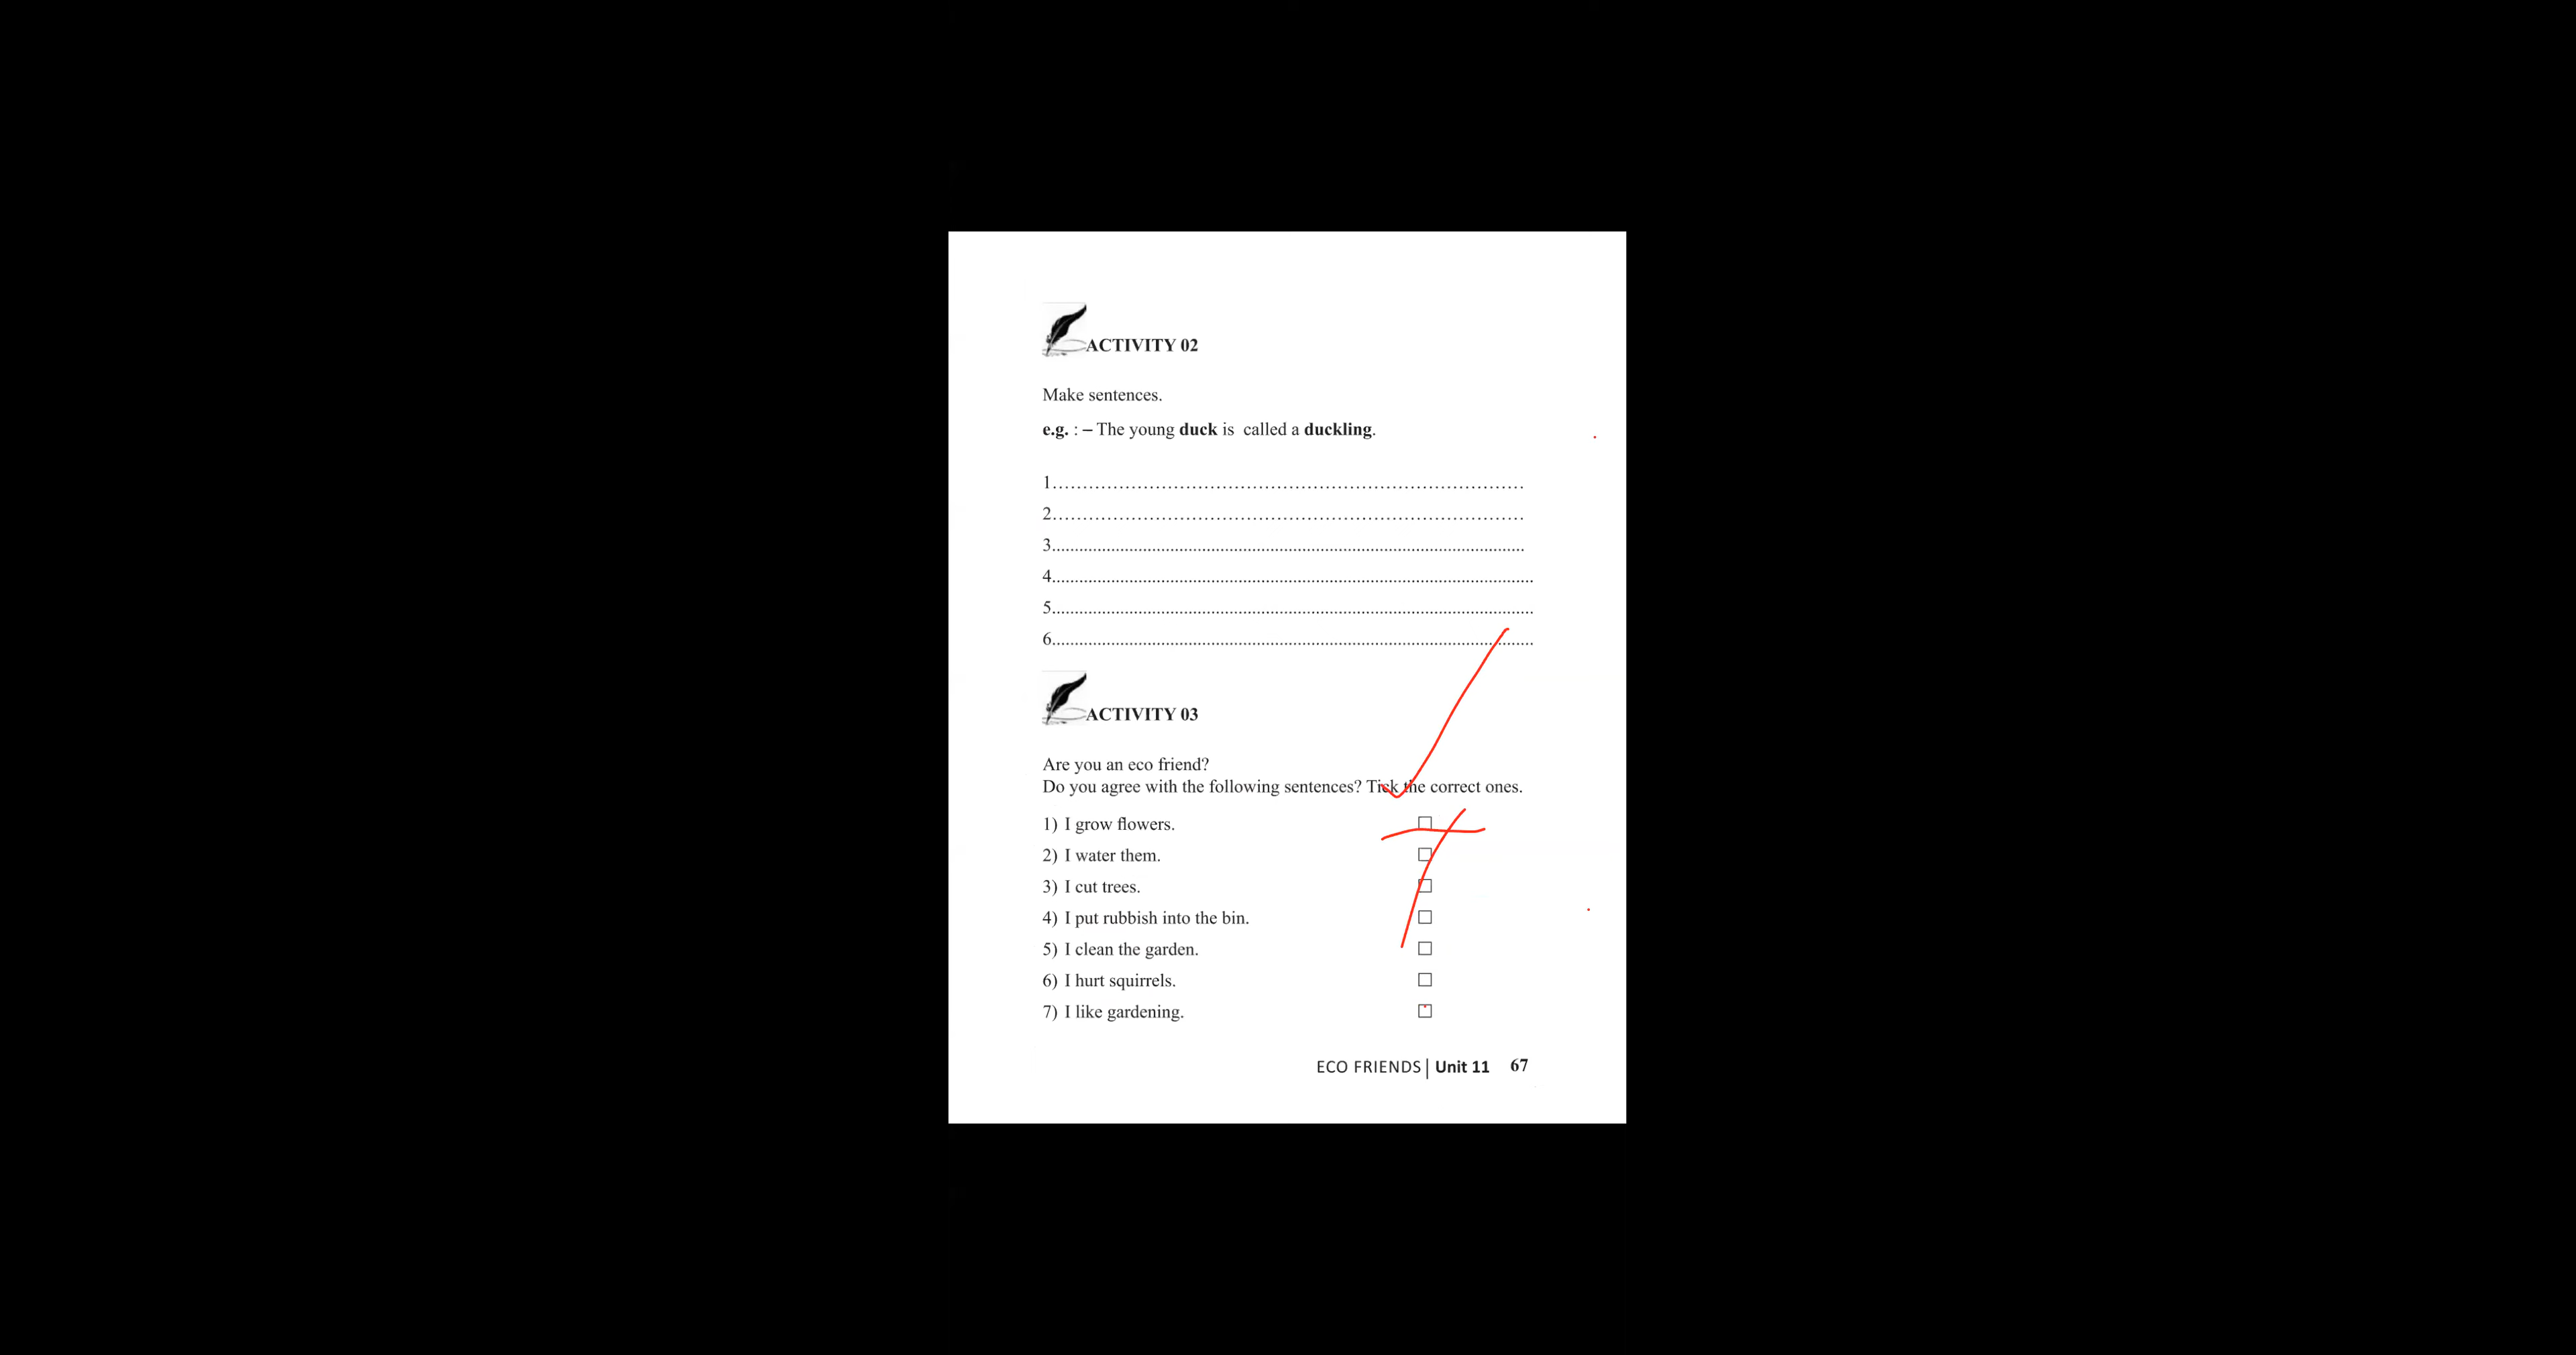 ACTIVITY 02
Make sentences.
e.g. : – The young duck is called a duckling.
1.....................................................................................
2.....................................................................................
3.....................................................................................
4.....................................................................................
5.....................................................................................
6.....................................................................................
ACTIVITY 03
Are you an eco friend?
Do you agree with the following sentences? Tick the correct ones.
1) I grow flowers. □
2) I water them. □
3) I cut trees. □
4) I put rubbish into the bin. □
5) I clean the garden. □
6) I hurt squirrels. □
7) I like gardening. □
ECO FRIENDS | Unit 11 67